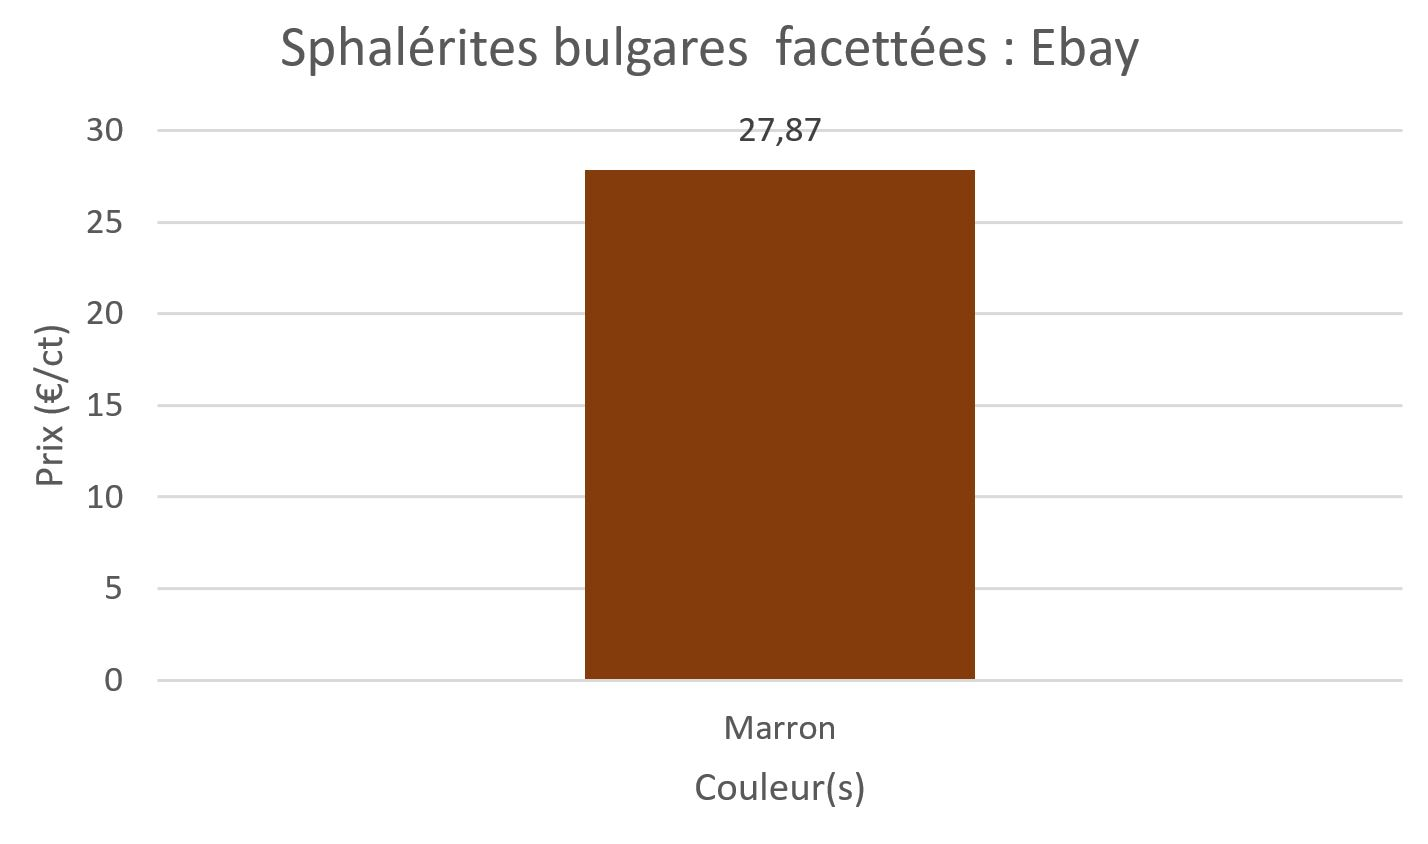 Sphalérites bulgares  facettées : Ebay
30
27,87
25
20
15
10
5
0
Prix (€/ct)
Marron
Couleur(s)